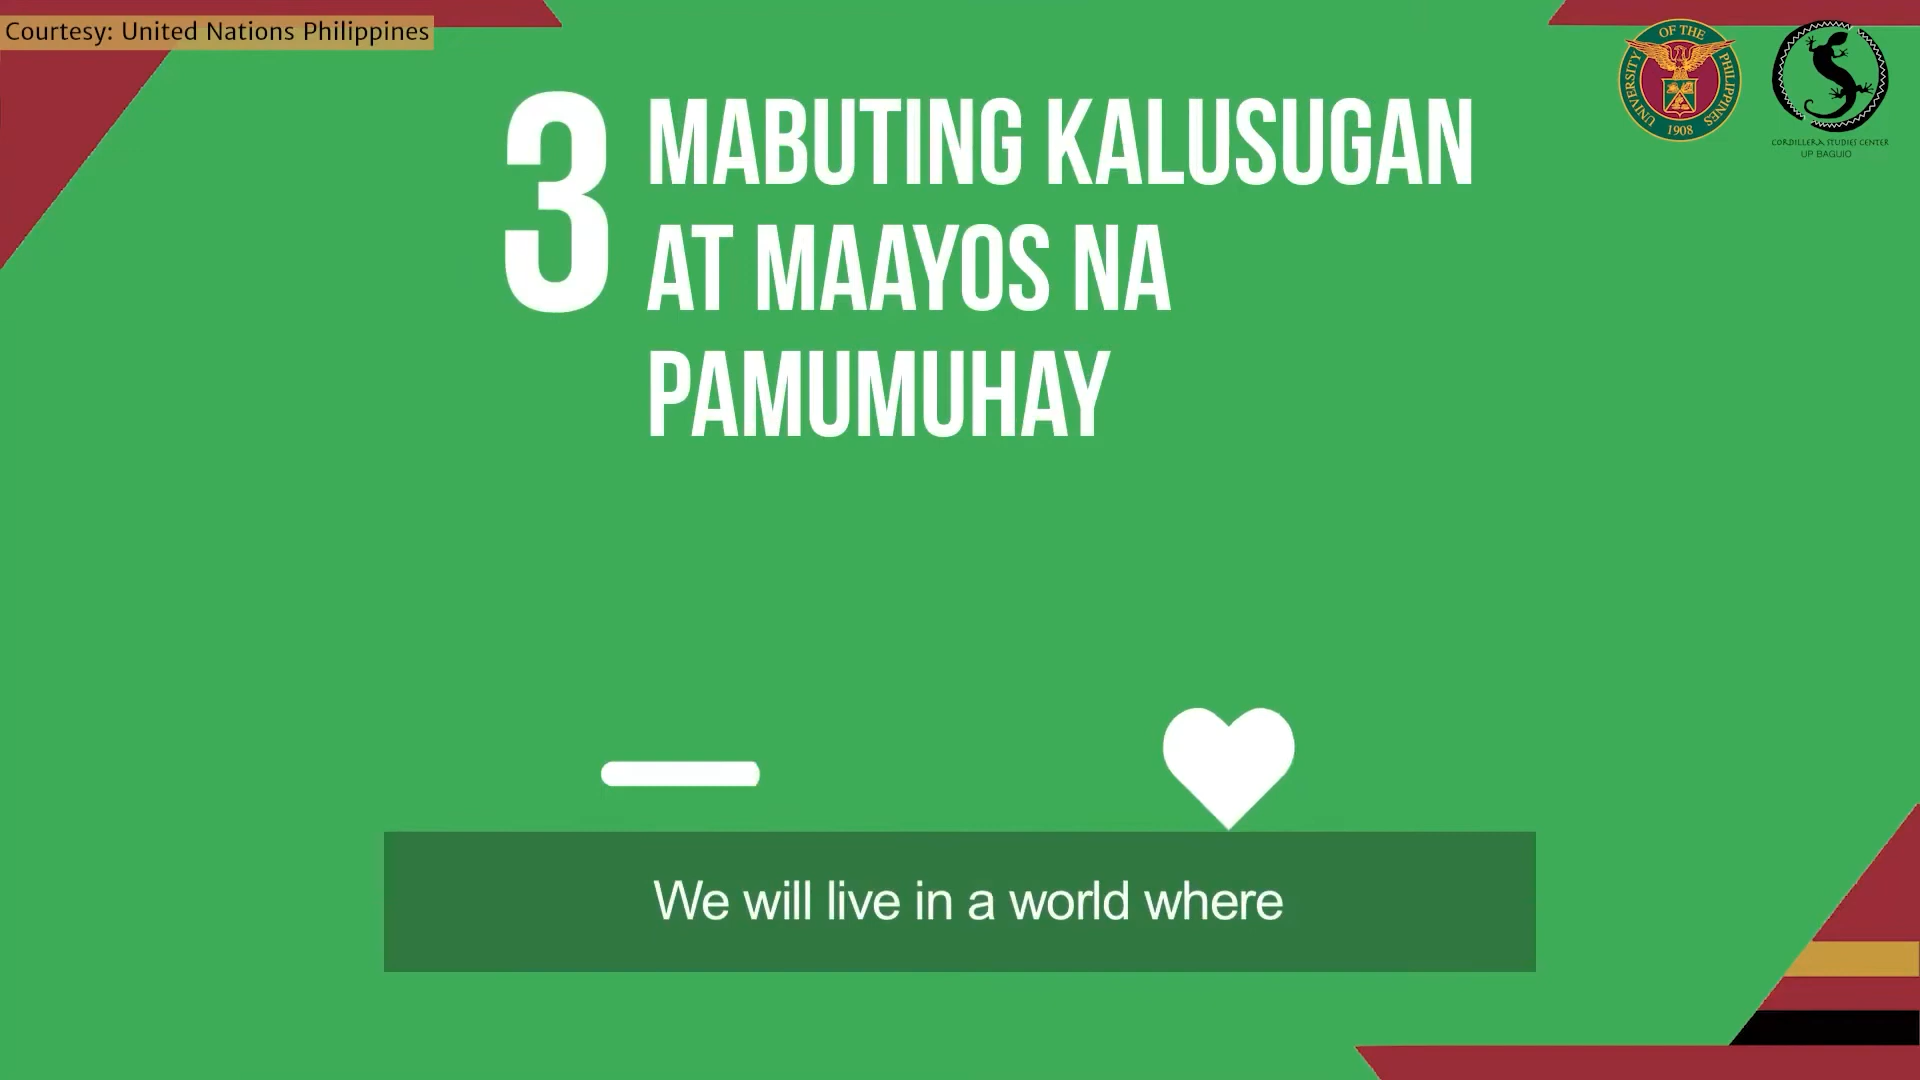 Courtesy: United Nations Philippines
3 MABUTING KALUSUGAN
AT MAAYOS NA
PAMUMUHAY
UNIVERSITY OF THE PHILIPPINES
1908
CORDILLERA STUDIES CENTER
UP BAGUIO
We will live in a world where